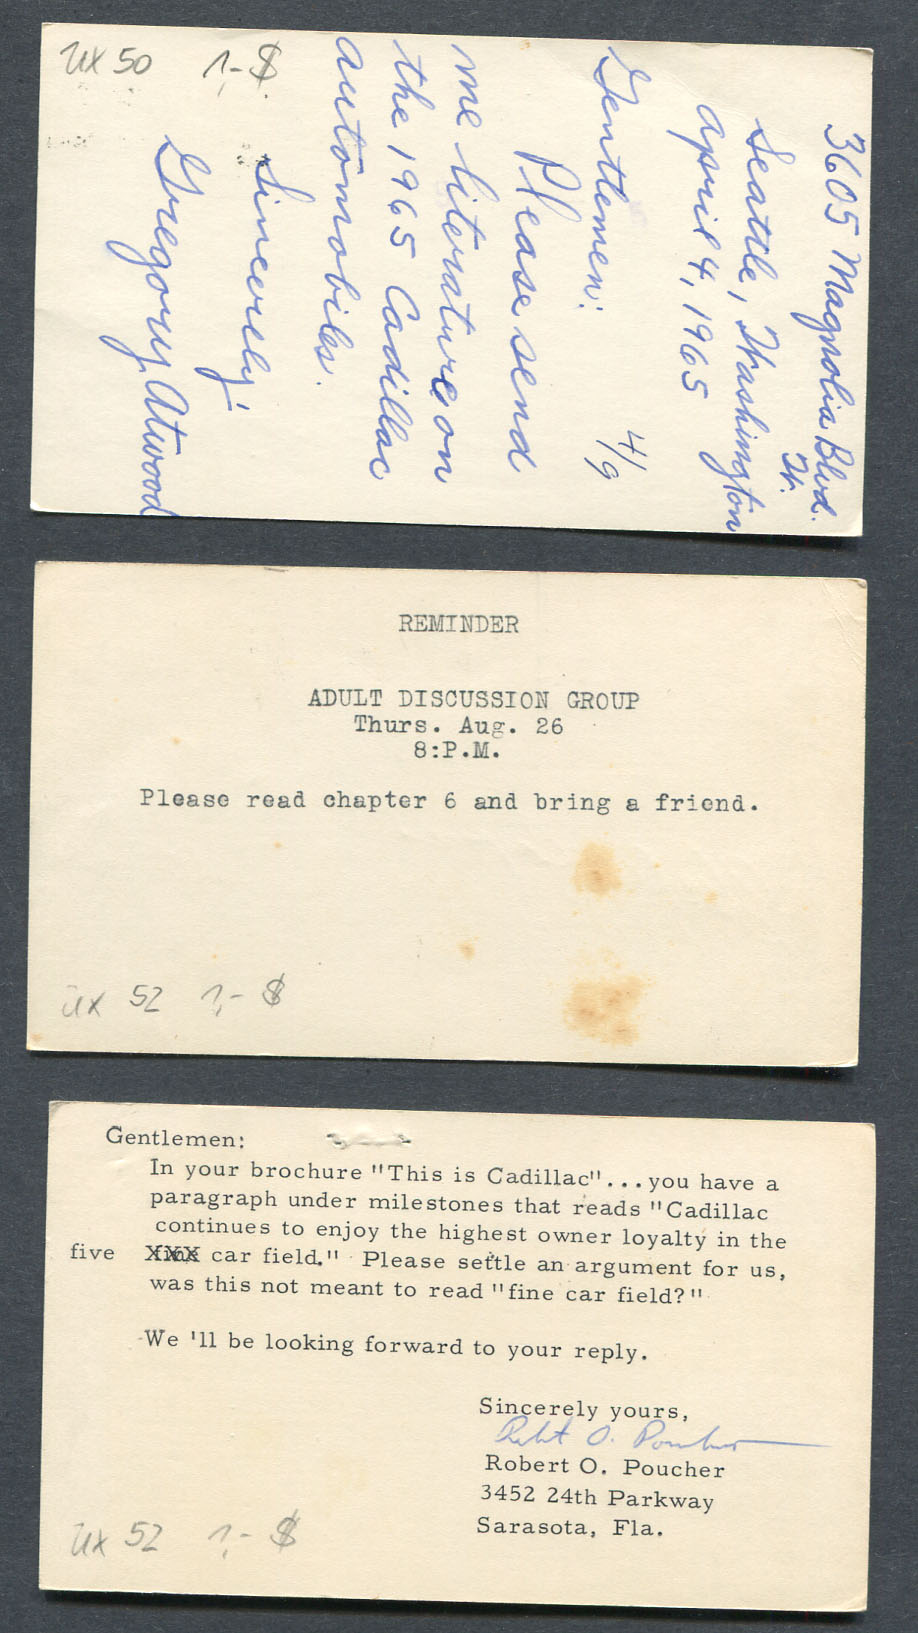 UX 50 1,- $
3605 Magnolia Blvd.
W.
Seattle, Washington
April 4, 1965
Gentlemen:
4/9
Please send
me literature on
the 1965 Cadillac
automobiles.
Sincerely,
Gregory Atwood
REMINDER
ADULT DISCUSSION GROUP
Thurs. Aug. 26
8:P.M.
Please read chapter 6 and bring a friend.
UX 52 1,- $
Gentlemen:
In your brochure "This is Cadillac"...you have a
paragraph under milestones that reads "Cadillac
continues to enjoy the highest owner loyalty in the
five XXX car field." Please settle an argument for us,
was this not meant to read "fine car field?"
We 'll be looking forward to your reply.
Sincerely yours,
Robt O. Poucher
Robert O. Poucher
3452 24th Parkway
Sarasota, Fla.
UX 52 1,- $